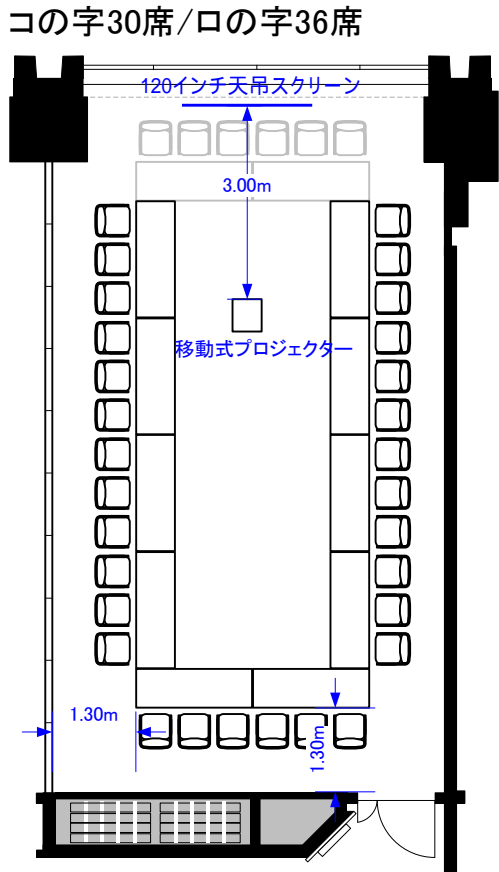 コの字30席/ロの字36席
120インチ天吊スクリーン
3.00m
移動式プロジェクター
1.30m
1.30m